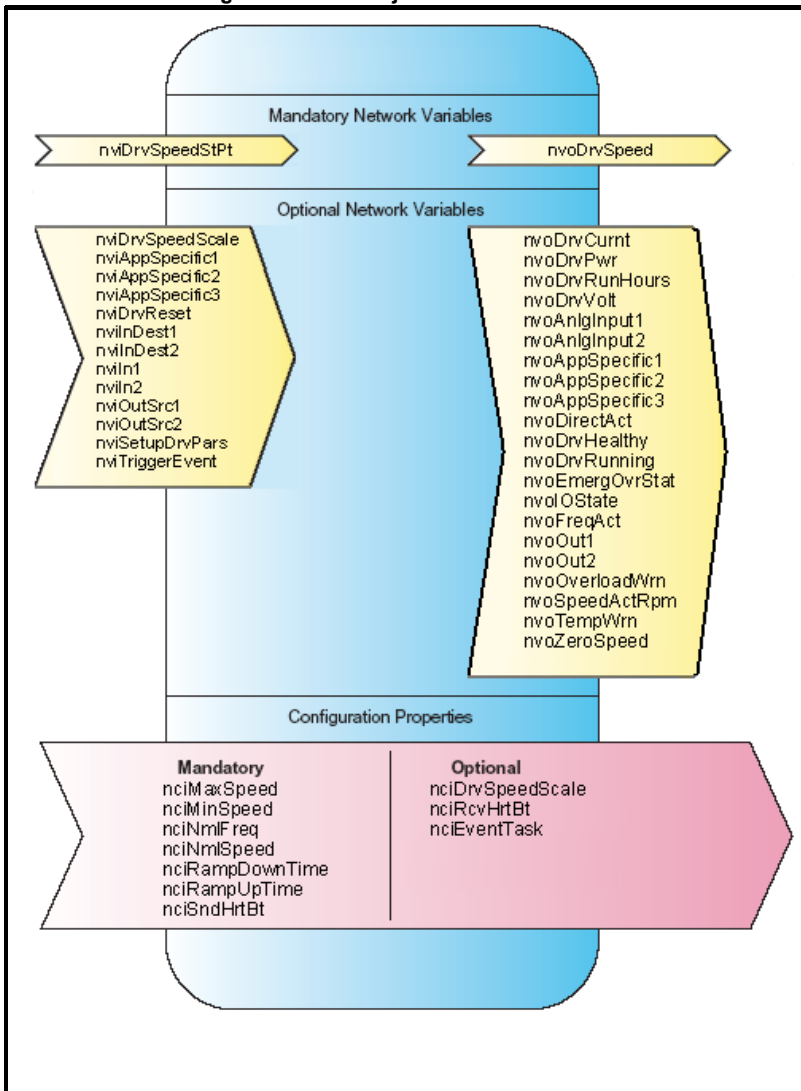 Mandatory Network Variables
nviDrvSpeedStPt
nvoDrvSpeed
Optional Network Variables
nviDrvSpeedScale
nviAppSpecific1
nviAppSpecific2
nviAppSpecific3
nviDrvReset
nviInDest1
nviInDest2
nviIn1
nviIn2
nviOutSrc1
nviOutSrc2
nviSetupDrvPars
nviTriggerEvent
nvoDrvCurnt
nvoDrvPwr
nvoDrvRunHours
nvoDrvVolt
nvoAnlgInput1
nvoAnlgInput2
nvoAppSpecific1
nvoAppSpecific2
nvoAppSpecific3
nvoDirectAct
nvoDrvHealthy
nvoDrvRunning
nvoEmergOvrStat
nvoIOState
nvoFreqAct
nvoOut1
nvoOut2
nvoOverloadWrn
nvoSpeedActRpm
nvoTempWrn
nvoZeroSpeed
Configuration Properties
Mandatory
nciMaxSpeed
nciMinSpeed
nciNmlFreq
nciNmlSpeed
nciRampDownTime
nciRampUpTime
nciSndHrtBt
Optional
nciDrvSpeedScale
nciRcvHrtBt
nciEventTask